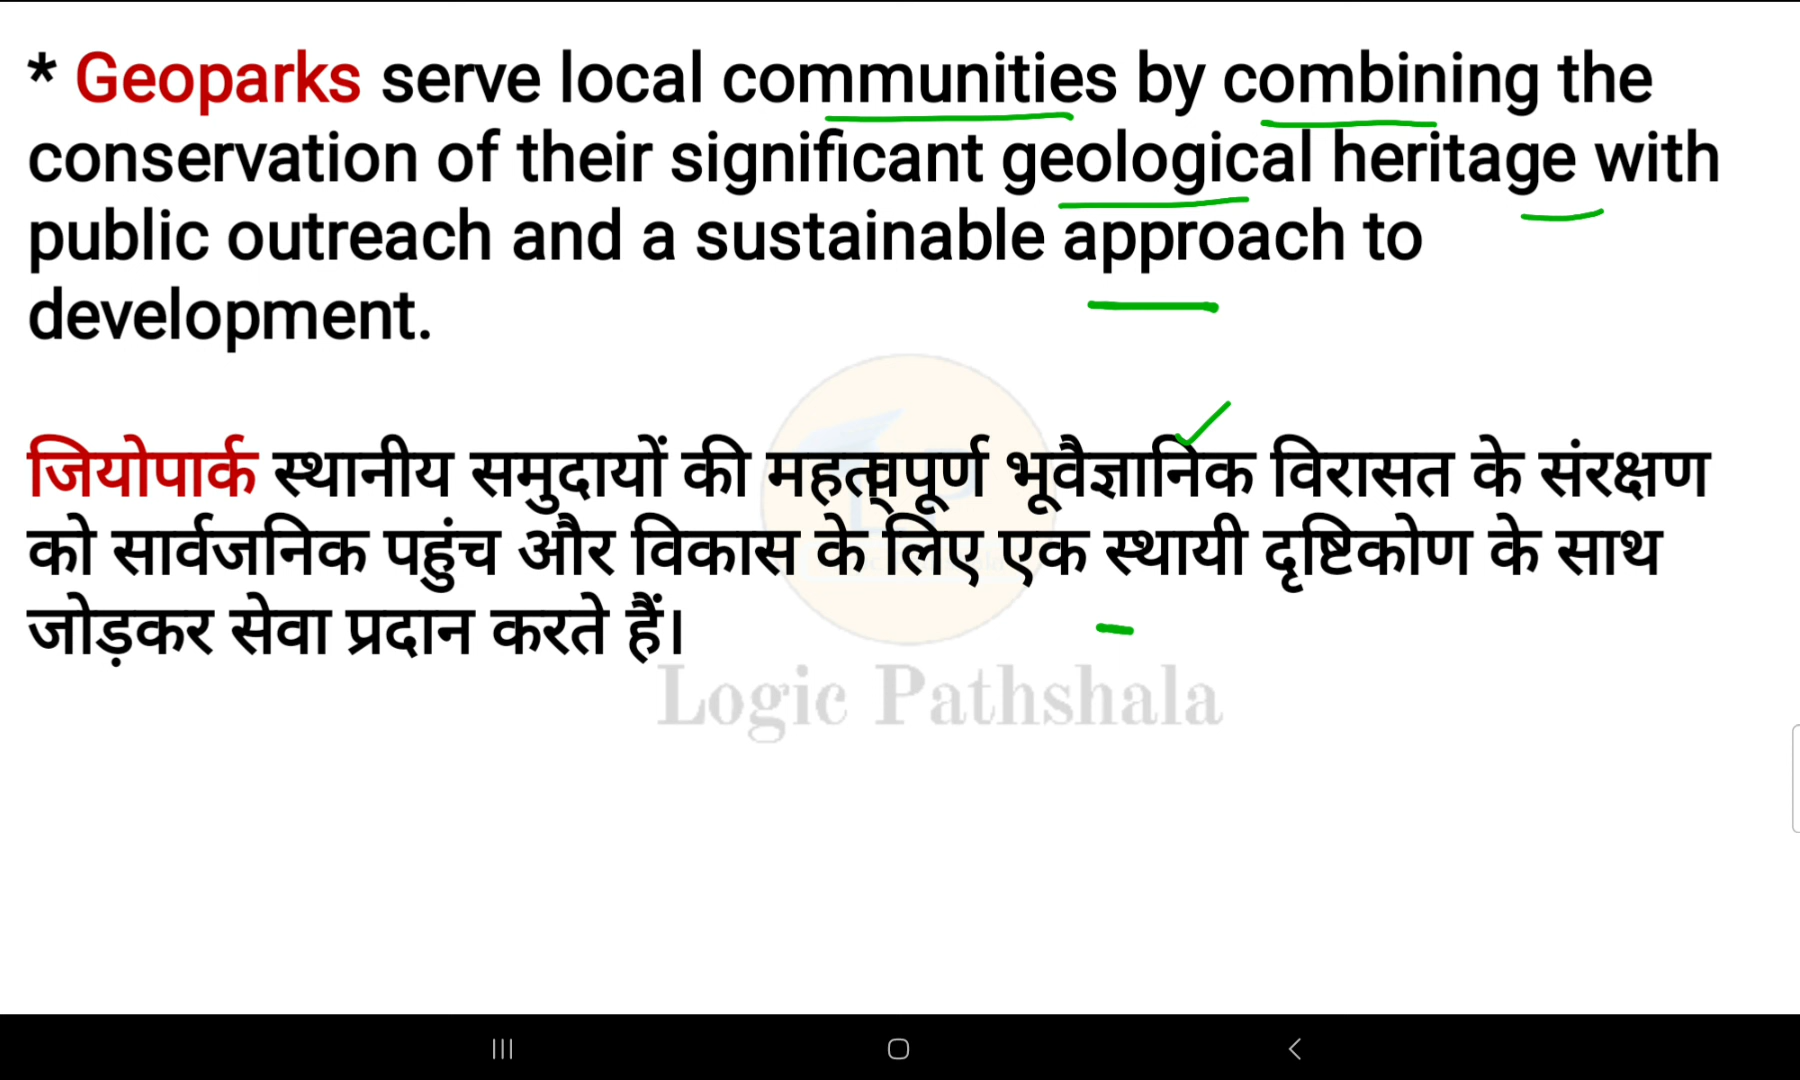 * Geoparks serve local communities by combining the
conservation of their significant geological heritage with
public outreach and a sustainable approach to
development.
जियोपार्क स्थानीय समुदायों की महत्वपूर्ण भूवैज्ञानिक विरासत के संरक्षण
को सार्वजनिक पहुंच और विकास के लिए एक स्थायी दृष्टिकोण के साथ
जोड़कर सेवा प्रदान करते हैं।
Logic Pathshala